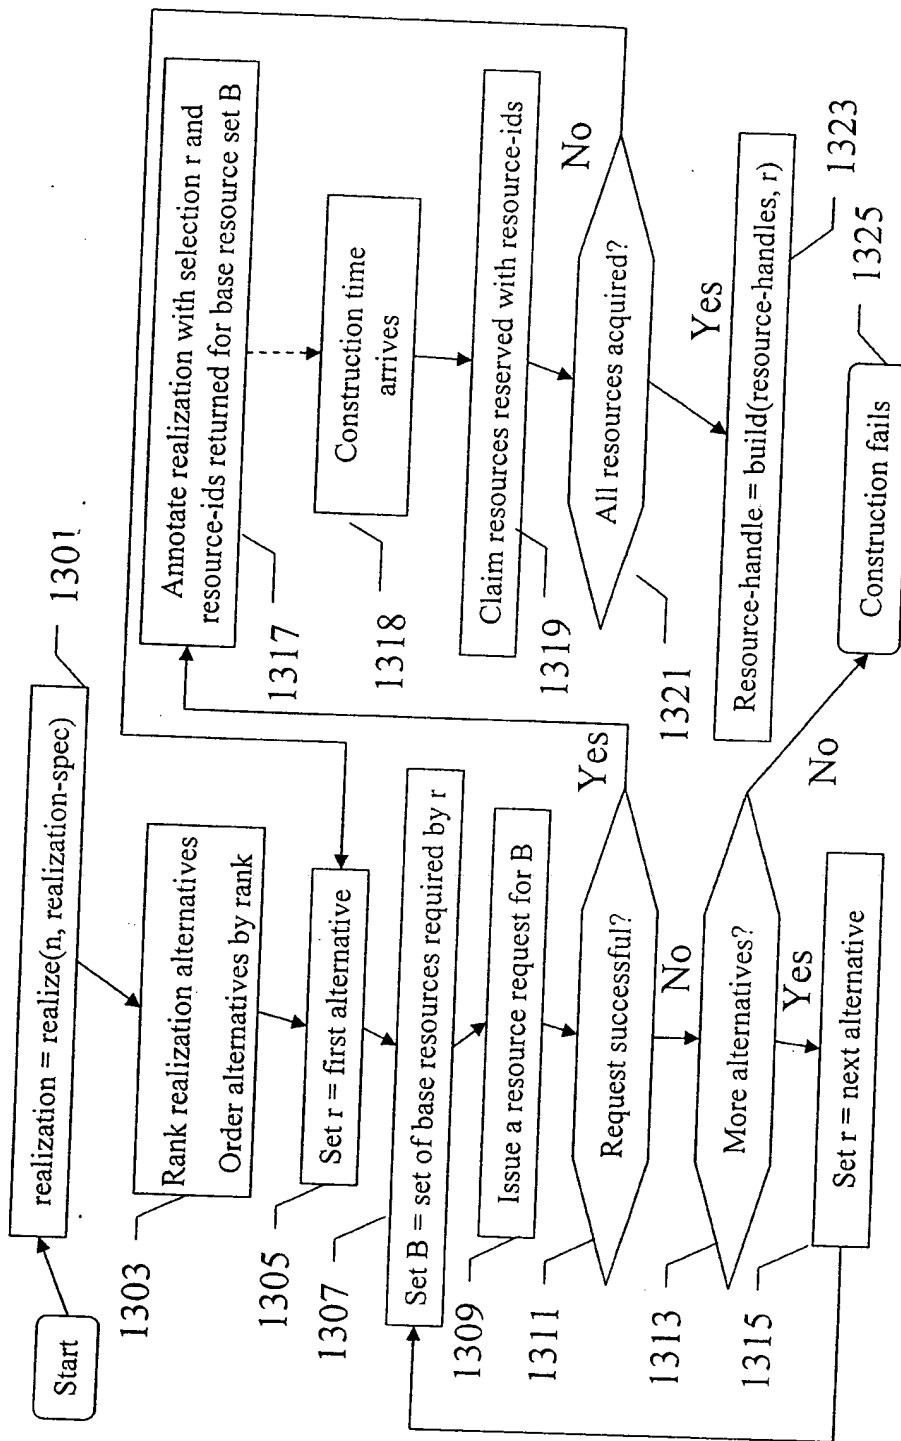 Start
realization = realize(n, realization-spec)
1301
Rank realization alternatives
Order alternatives by rank
1303
Set r = first alternative
1305
Set B = set of base resources required by r
1307
Issue a resource request for B
1309
Request successful?
1311
Yes
No
More alternatives?
1313
No
Yes
Set r = next alternative
1315
Annotate realization with selection r and
resource-ids returned for base resource set B
1317
Construction time
arrives
1318
Claim resources reserved with resource-ids
1319
All resources acquired?
1321
No
Yes
Resource-handle = build(resource-handles, r)
1323
Construction fails
1325